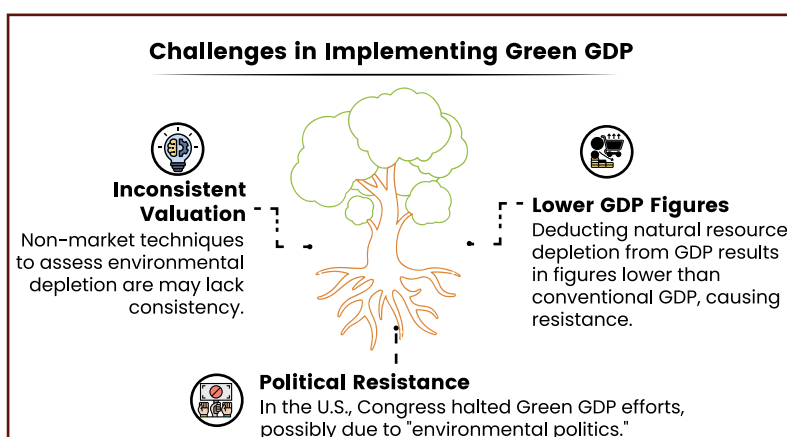 Challenges in Implementing Green GDP
Inconsistent
Valuation
Non-market techniques
to assess environmental
depletion are may lack
consistency.
Lower GDP Figures
Deducting natural resource
depletion from GDP results
in figures lower than
conventional GDP, causing
resistance.
Political Resistance
In the U.S., Congress halted Green GDP efforts,
possibly due to "environmental politics."